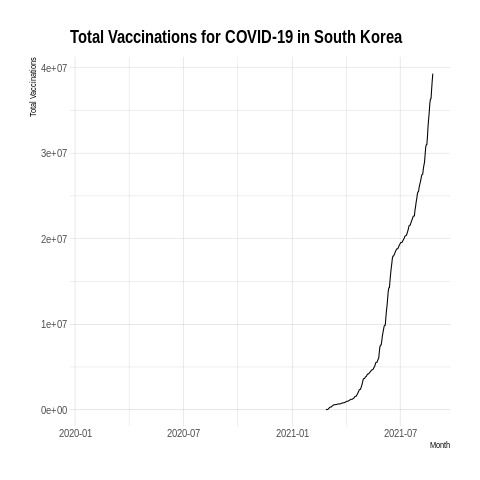 Total Vaccinations for COVID-19 in South Korea
Total Vaccinations
4e+07
3e+07
2e+07
1e+07
0e+00
2020-01
2020-07
2021-01
2021-07
Month